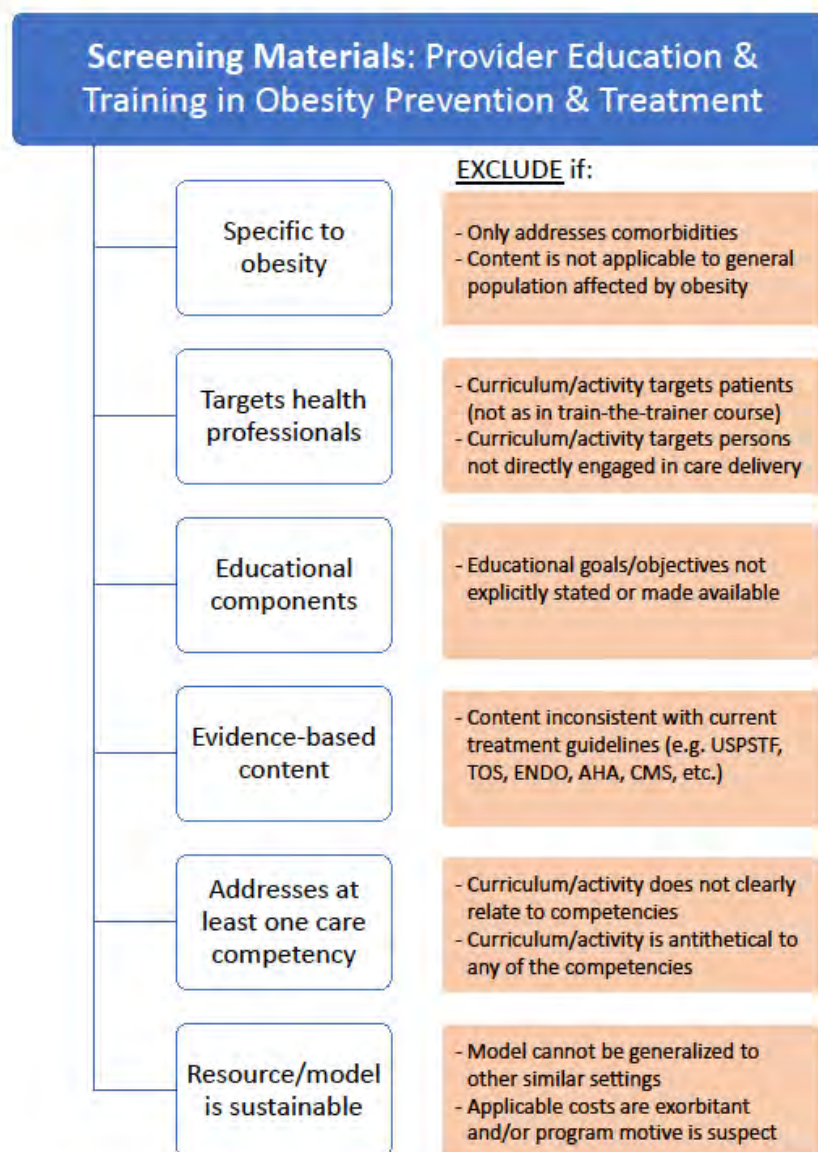 Screening Materials: Provider Education &
Training in Obesity Prevention & Treatment
EXCLUDE if:
Specific to
obesity
- Only addresses comorbidities
- Content is not applicable to general
population affected by obesity
Targets health
professionals
- Curriculum/activity targets patients
(not as in train-the-trainer course)
- Curriculum/activity targets persons
not directly engaged in care delivery
Educational
components
- Educational goals/objectives not
explicitly stated or made available
Evidence-based
content
- Content inconsistent with current
treatment guidelines (e.g. USPSTF,
TOS, ENDO, AHA, CMS, etc.)
Addresses at
least one care
competency
- Curriculum/activity does not clearly
relate to competencies
- Curriculum/activity is antithetical to
any of the competencies
Resource/model
is sustainable
- Model cannot be generalized to
other similar settings
- Applicable costs are exorbitant
and/or program motive is suspect